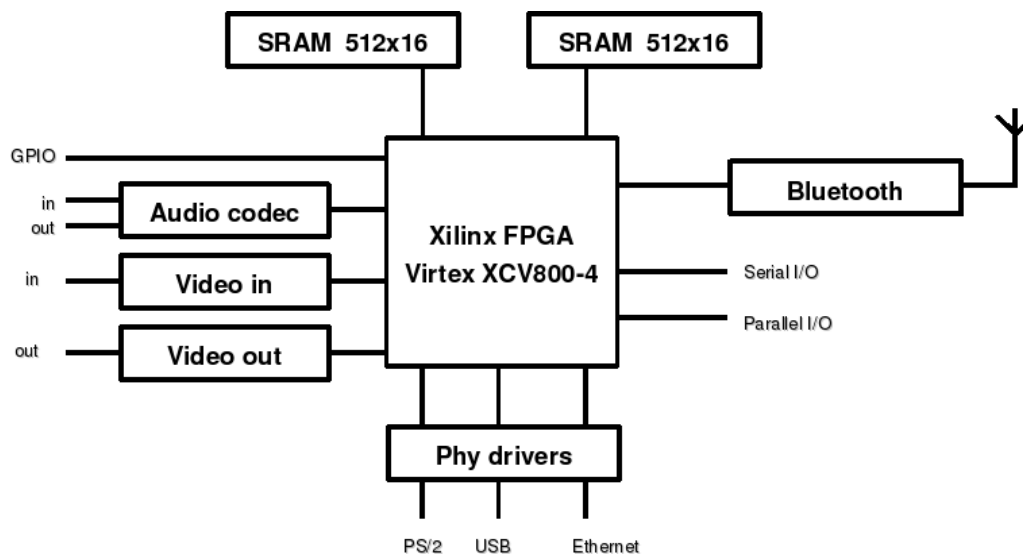 SRAM 512x16
SRAM 512x16
GPIO
in
out
Audio codec
in
Video in
out
Video out
Xilinx FPGA
Virtex XCV800-4
Bluetooth
Serial I/O
Parallel I/O
Phy drivers
PS/2
USB
Ethernet